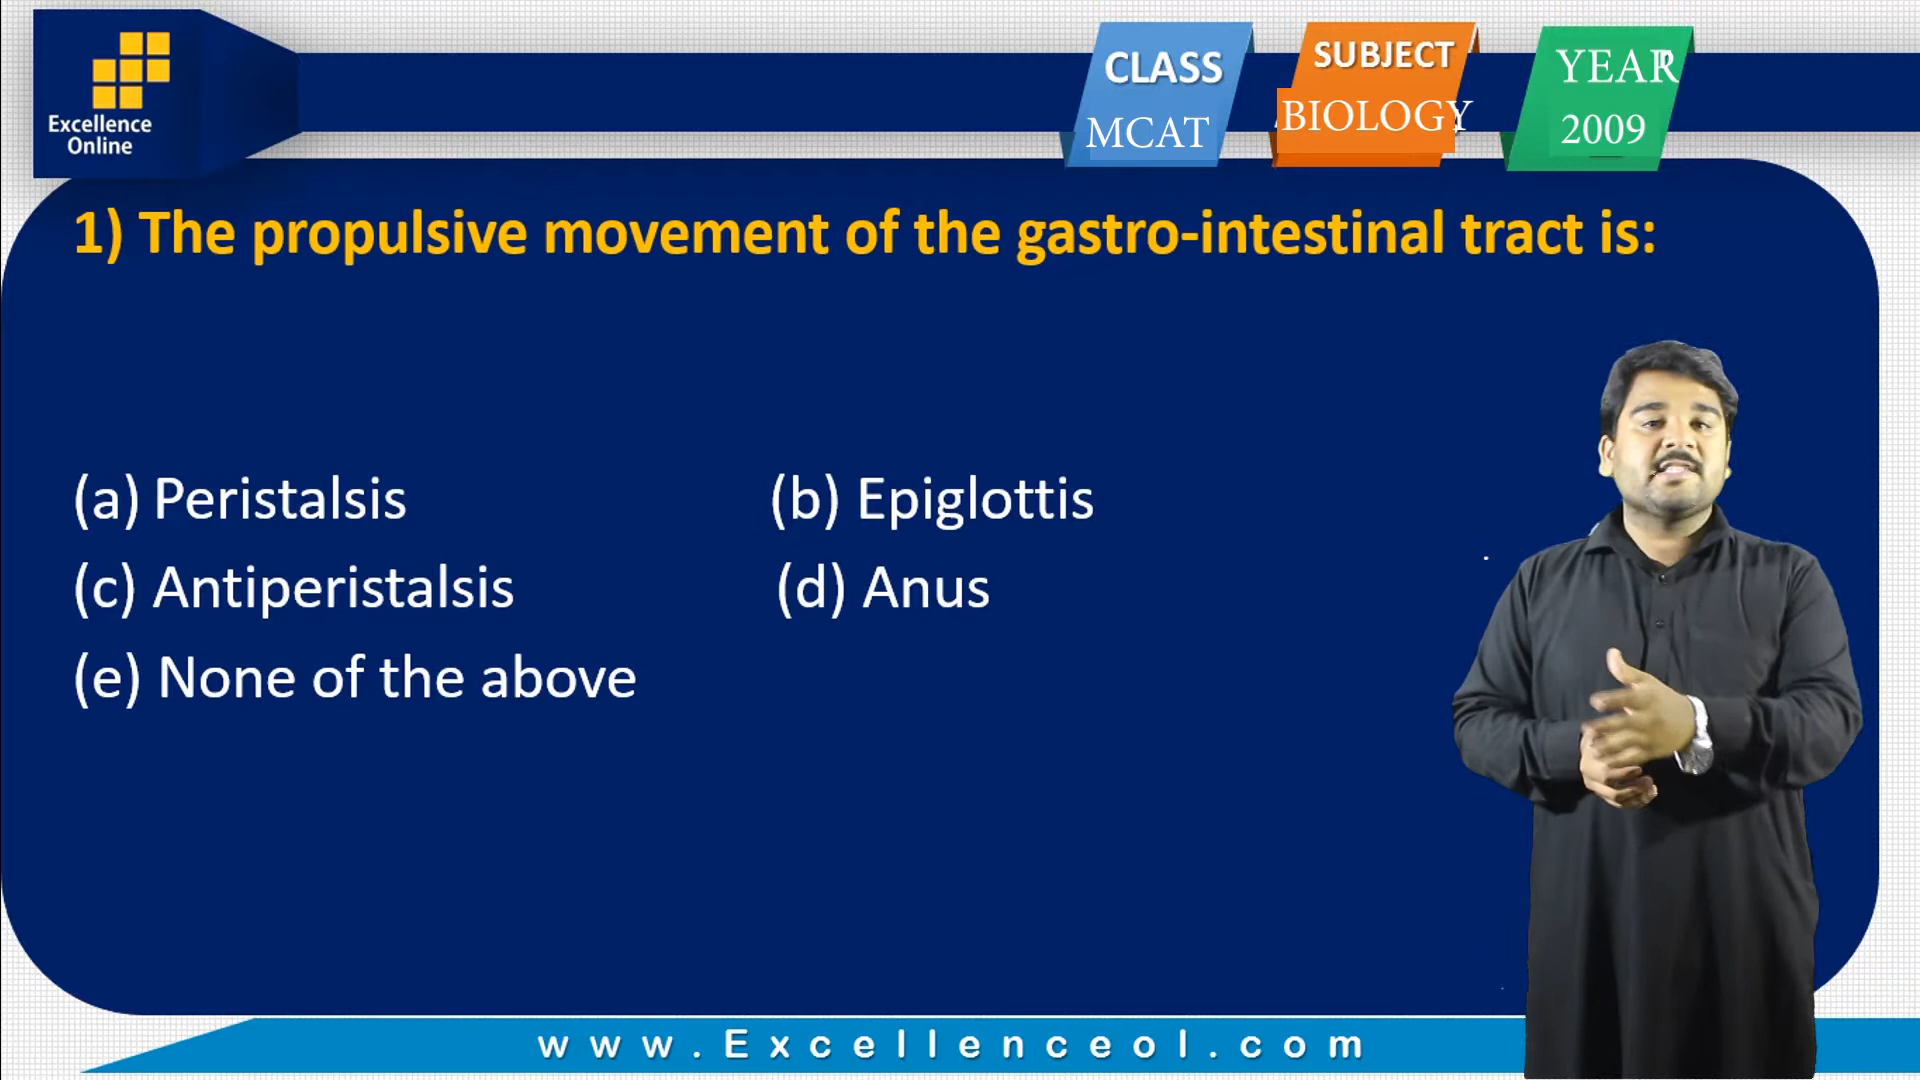 Excellence
Online
CLASS
MCAT
SUBJECT
BIOLOGY
YEAR
2009
1) The propulsive movement of the gastro-intestinal tract is:
(a) Peristalsis (b) Epiglottis
(c) Antiperistalsis (d) Anus
(e) None of the above
www.Excellenceol.com